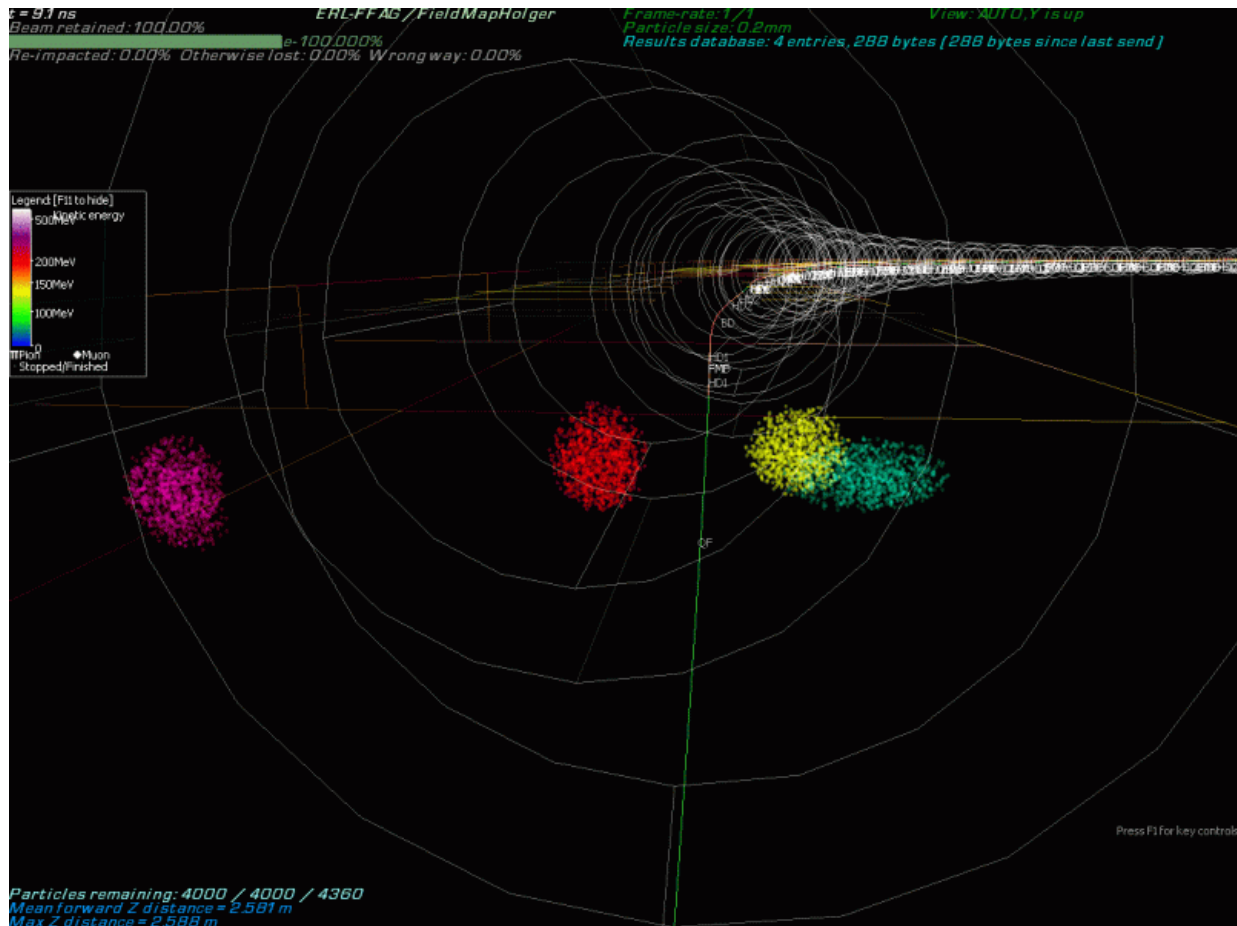 t = 9.1 ns
ERL-FFAG / FieldMapHolger
Frame-rate: 1 / 1
View: AUTO, Y is up
Beam retained: 100.00%
Particle size: 0.2mm
e- 100.000%
Results database: 4 entries, 288 bytes [288 bytes since last send]
Re-impacted: 0.00% Otherwise lost: 0.00% Wrong way: 0.00%
Legend: [F11 to hide]
Kinetic energy
500MeV
200MeV
150MeV
100MeV
0
Pion
Muon
Stopped/Finished
BD
HD1
HD1
QF
Press F1 for key controls
Particles remaining: 4000 / 4000 / 4360
Mean forward Z distance = 2.581 m
Max Z distance = 2.588 m